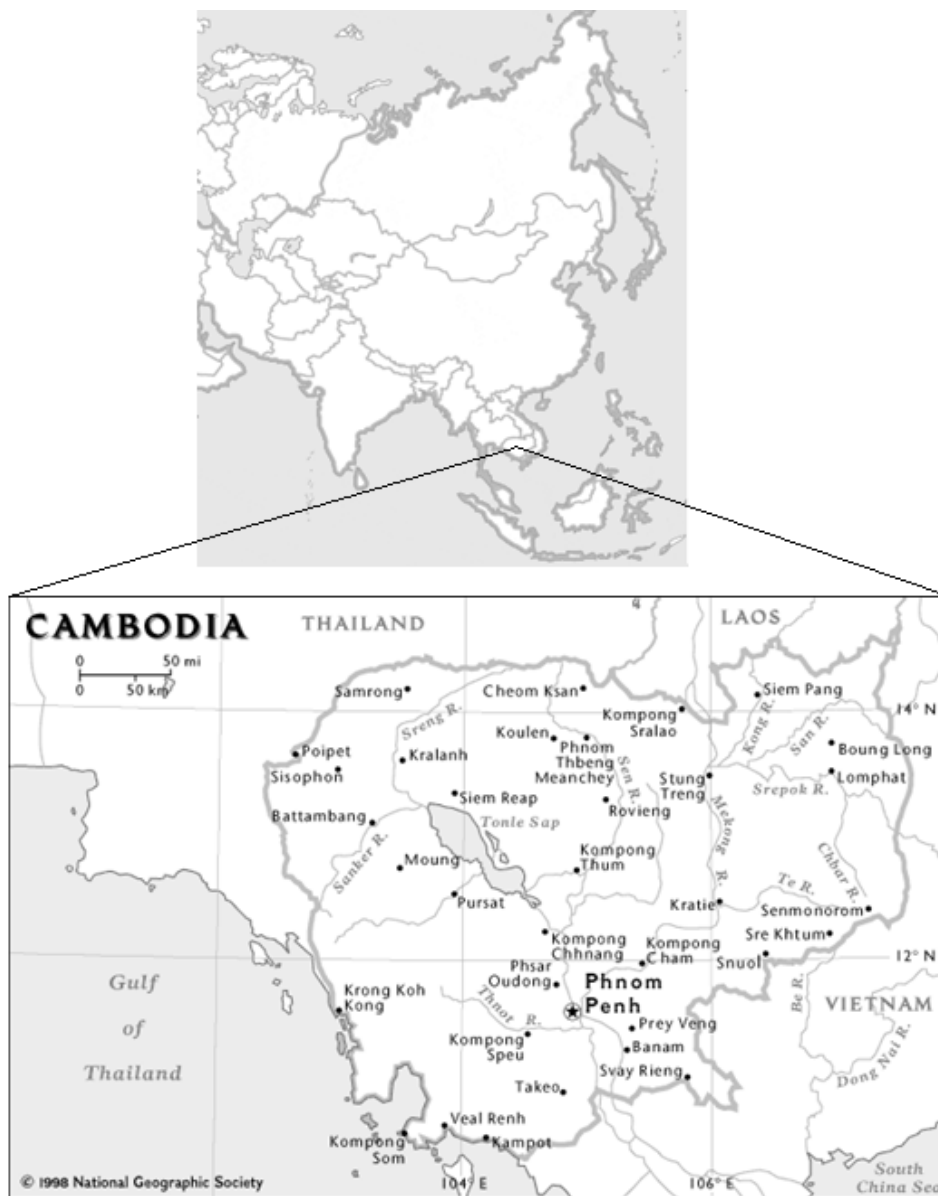 CAMBODIA
THAILAND
LAOS
0 50 mi
0 50 km
Samrong
Cheom Ksan
Siem Pang
Kompong
Sralao
14° N
Sreng R.
Kong R.
San R.
Koulen
Phnom
Thbeng
Meanchey
Sen R.
Boung Long
Poipet
Kralanh
Sisophon
Stung
Treng
Lomphat
Srepok R.
Siem Reap
Rovieng
Battambang
Tonle Sap
Mekong R.
Sanker R.
Moung
Kompong
Thum
Chbar R.
Te R.
Pursat
Kratie
Senmonorom
Sre Khtum
Kompong
Chhnang
Kompong
Cham
Snuol
12° N
Phsar
Oudong
Phnom
Penh
Be R.
VIETNAM
Gulf
of
Thailand
Krong Koh
Kong
Thnot R.
Prey Veng
Kompong
Speu
Banam
Dong Nai R.
Svay Rieng
Takeo
Veal Renh
Kompong
Som
Kampot
© 1998 National Geographic Society
104° E
106° E
South
China Sea